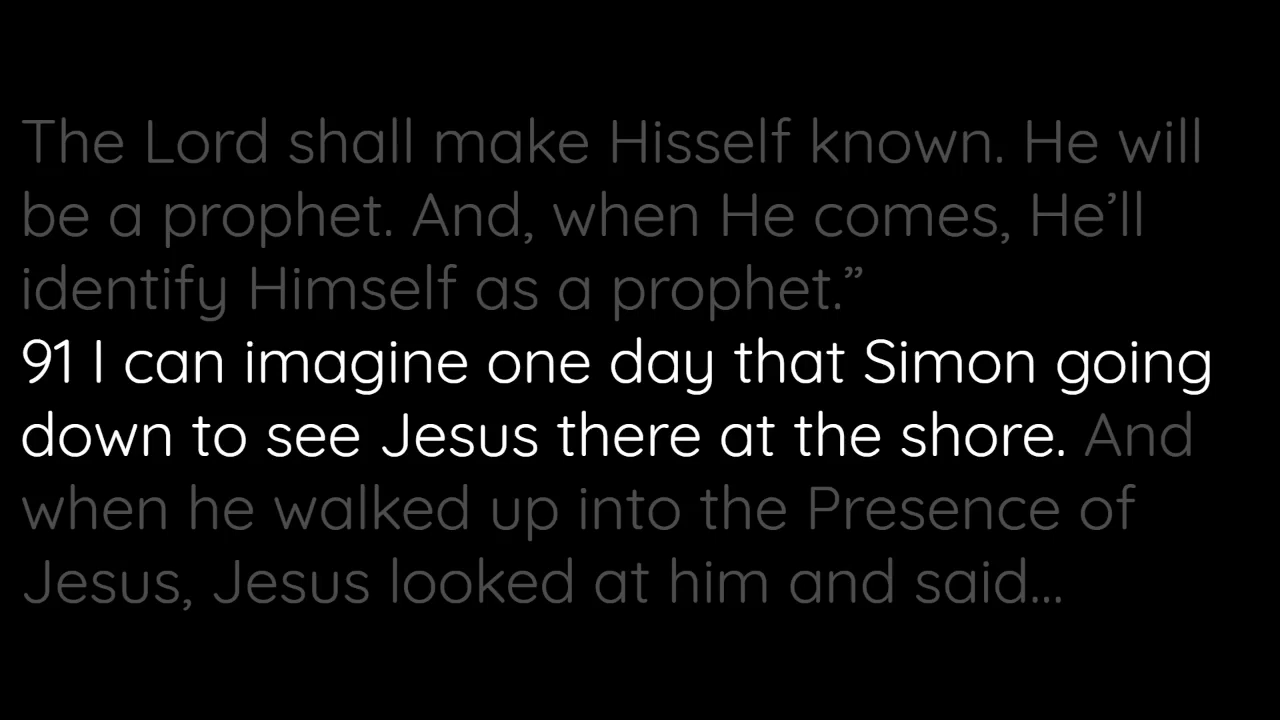 The Lord shall make Hisself known. He will
be a prophet. And, when He comes, He’ll
identify Himself as a prophet.”
91 I can imagine one day that Simon going
down to see Jesus there at the shore. And
when he walked up into the Presence of
Jesus, Jesus looked at him and said...